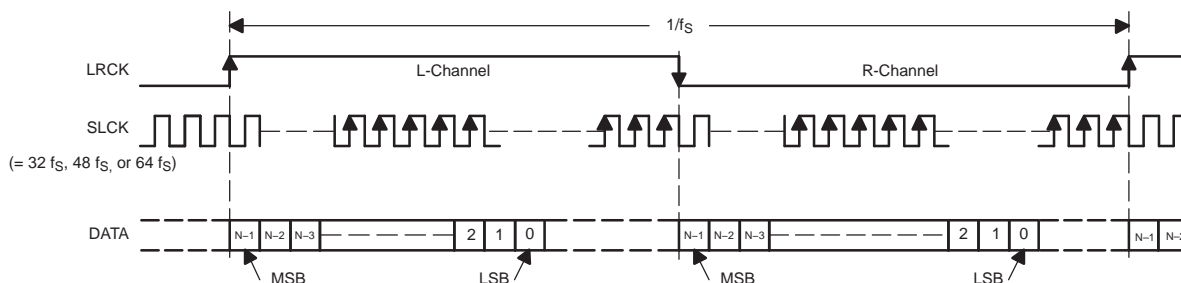 1/fS
LRCK
L-Channel
R-Channel
SLCK
(= 32 fS, 48 fS, or 64 fS)
DATA
N–1 N–2 N–3 2 1 0 N–1 N–2 N–3 2 1 0 N–1 N–2
MSB LSB MSB LSB